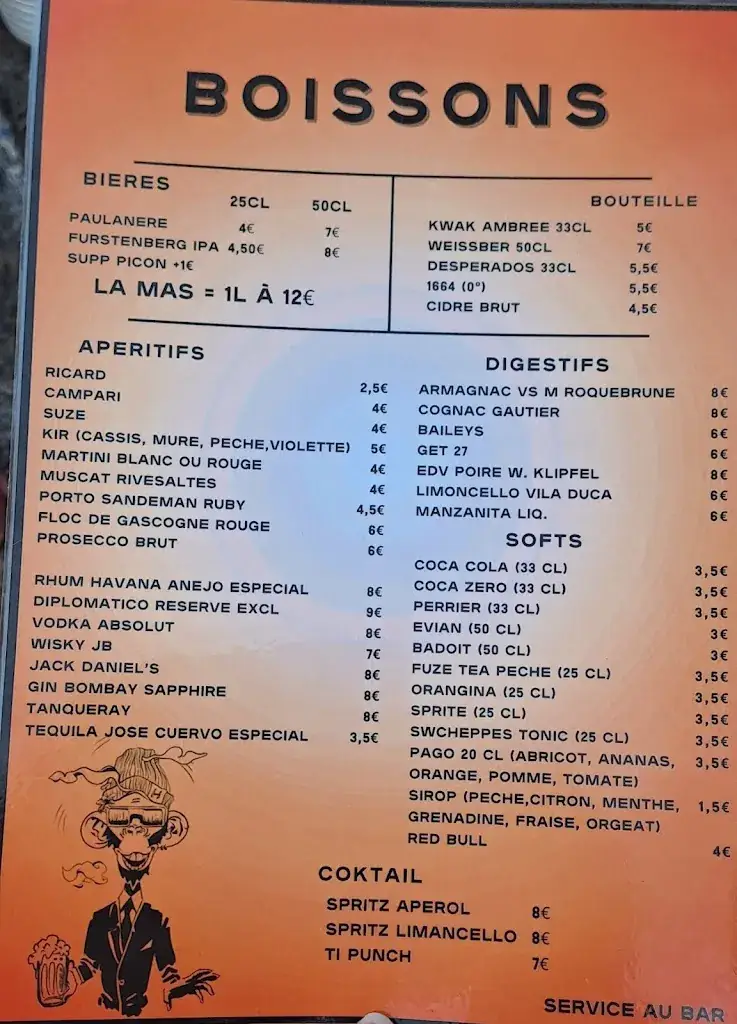 BOISSONS
BIERES
25CL 50CL
PAULANERE 4€ 7€
FURSTENBERG IPA 4,50€ 8€
SUPP PICON +1€
LA MAS = 1L À 12€
BOUTEILLE
KWAK AMBREE 33CL 5€
WEISSBER 50CL 7€
DESPERADOS 33CL 5,5€
1664 (0°) 5,5€
CIDRE BRUT 4,5€
APERITIFS
RICARD 2,5€
CAMPARI 4€
SUZE 4€
KIR (CASSIS, MURE, PECHE,VIOLETTE) 5€
MARTINI BLANC OU ROUGE 4€
MUSCAT RIVESALTES 4€
PORTO SANDEMAN RUBY 4,5€
FLOC DE GASCOGNE ROUGE 6€
PROSECCO BRUT 6€
RHUM HAVANA ANEJO ESPECIAL 8€
DIPLOMATICO RESERVE EXCL 9€
VODKA ABSOLUT 8€
WISKY JB 7€
JACK DANIEL'S 8€
GIN BOMBAY SAPPHIRE 8€
TANQUERAY 8€
TEQUILA JOSE CUERVO ESPECIAL 3,5€
DIGESTIFS
ARMAGNAC VS M ROQUEBRUNE 8€
COGNAC GAUTIER 8€
BAILEYS 6€
GET 27 6€
EDV POIRE W. KLIPFEL 8€
LIMONCELLO VILA DUCA 6€
MANZANITA LIQ. 6€
SOFTS
COCA COLA (33 CL) 3,5€
COCA ZERO (33 CL) 3,5€
PERRIER (33 CL) 3,5€
EVIAN (50 CL) 3€
BADOIT (50 CL) 3€
FUZE TEA PECHE (25 CL) 3,5€
ORANGINA (25 CL) 3,5€
SPRITE (25 CL) 3,5€
SWCHEPPES TONIC (25 CL) 3,5€
PAGO 20 CL (ABRICOT, ANANAS, 3,5€
ORANGE, POMME, TOMATE)
SIROP (PECHE,CITRON, MENTHE, 1,5€
GRENADINE, FRAISE, ORGEAT)
RED BULL 4€
COKTAIL
SPRITZ APEROL 8€
SPRITZ LIMANCELLO 8€
TI PUNCH 7€
SERVICE AU BAR